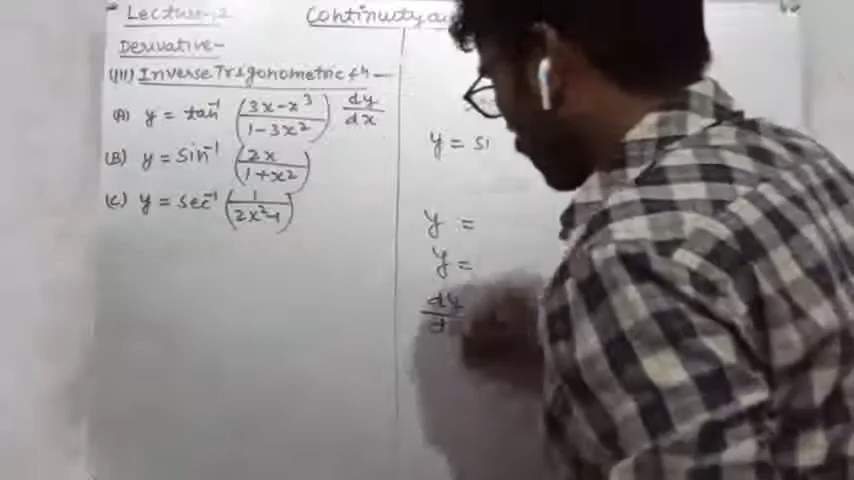 Lecture-2
Continuity a
Derivative-
(III) Inverse Trigonometric fn -
(A) y = tan⁻¹ (3x-x³ / 1-3x²) dy/dx
(B) y = sin⁻¹ (2x / 1+x²)
(C) y = sec⁻¹ (1 / 2x²-1)
y = si
y =
y =
dy
d